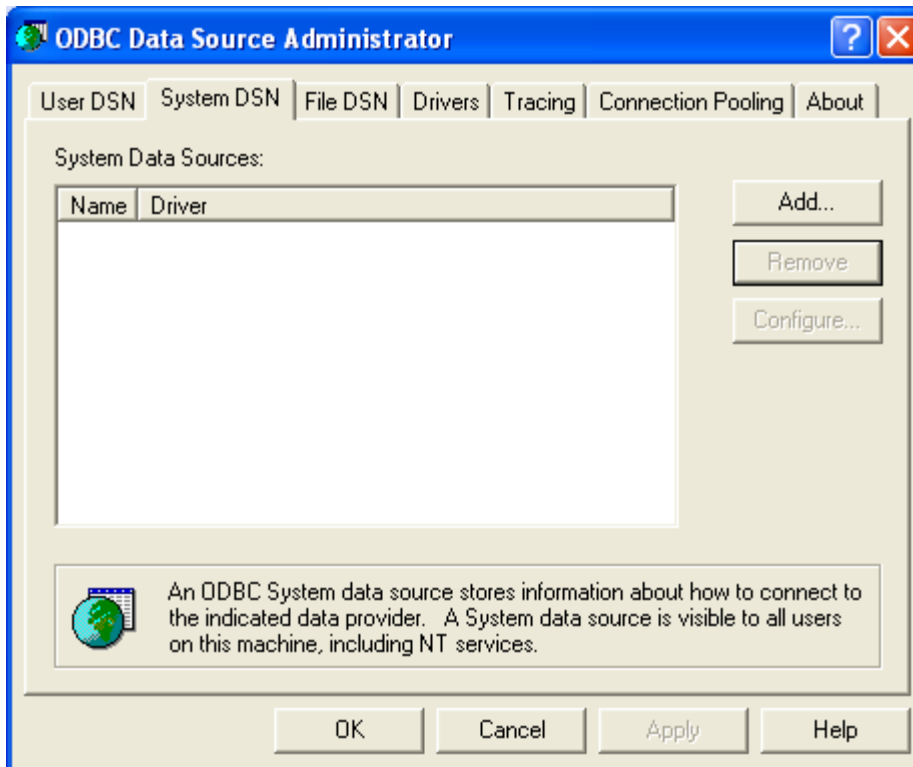 ODBC Data Source Administrator
User DSN System DSN File DSN Drivers Tracing Connection Pooling About
System Data Sources:
Name Driver
Add...
Remove
Configure...
An ODBC System data source stores information about how to connect to
the indicated data provider. A System data source is visible to all users
on this machine, including NT services.
OK Cancel Apply Help